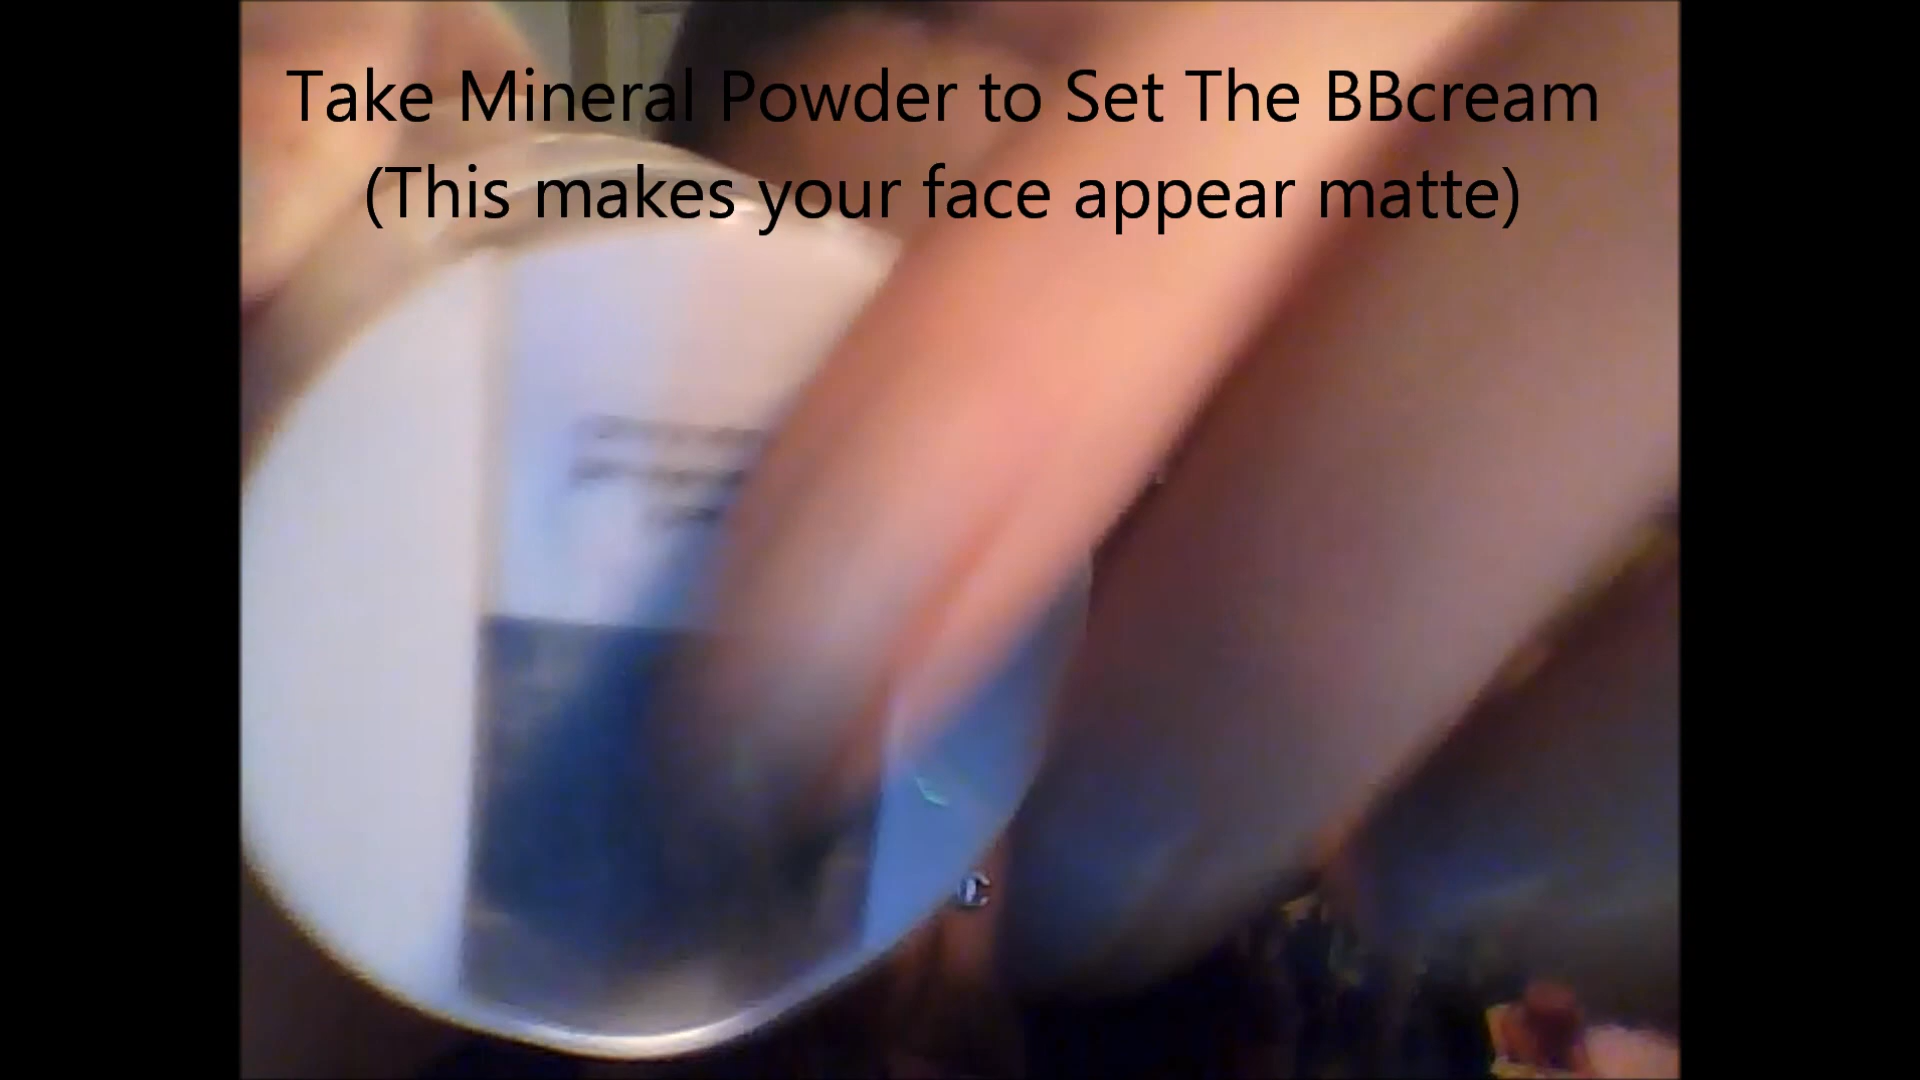 Take Mineral Powder to Set The BBcream
(This makes your face appear matte)